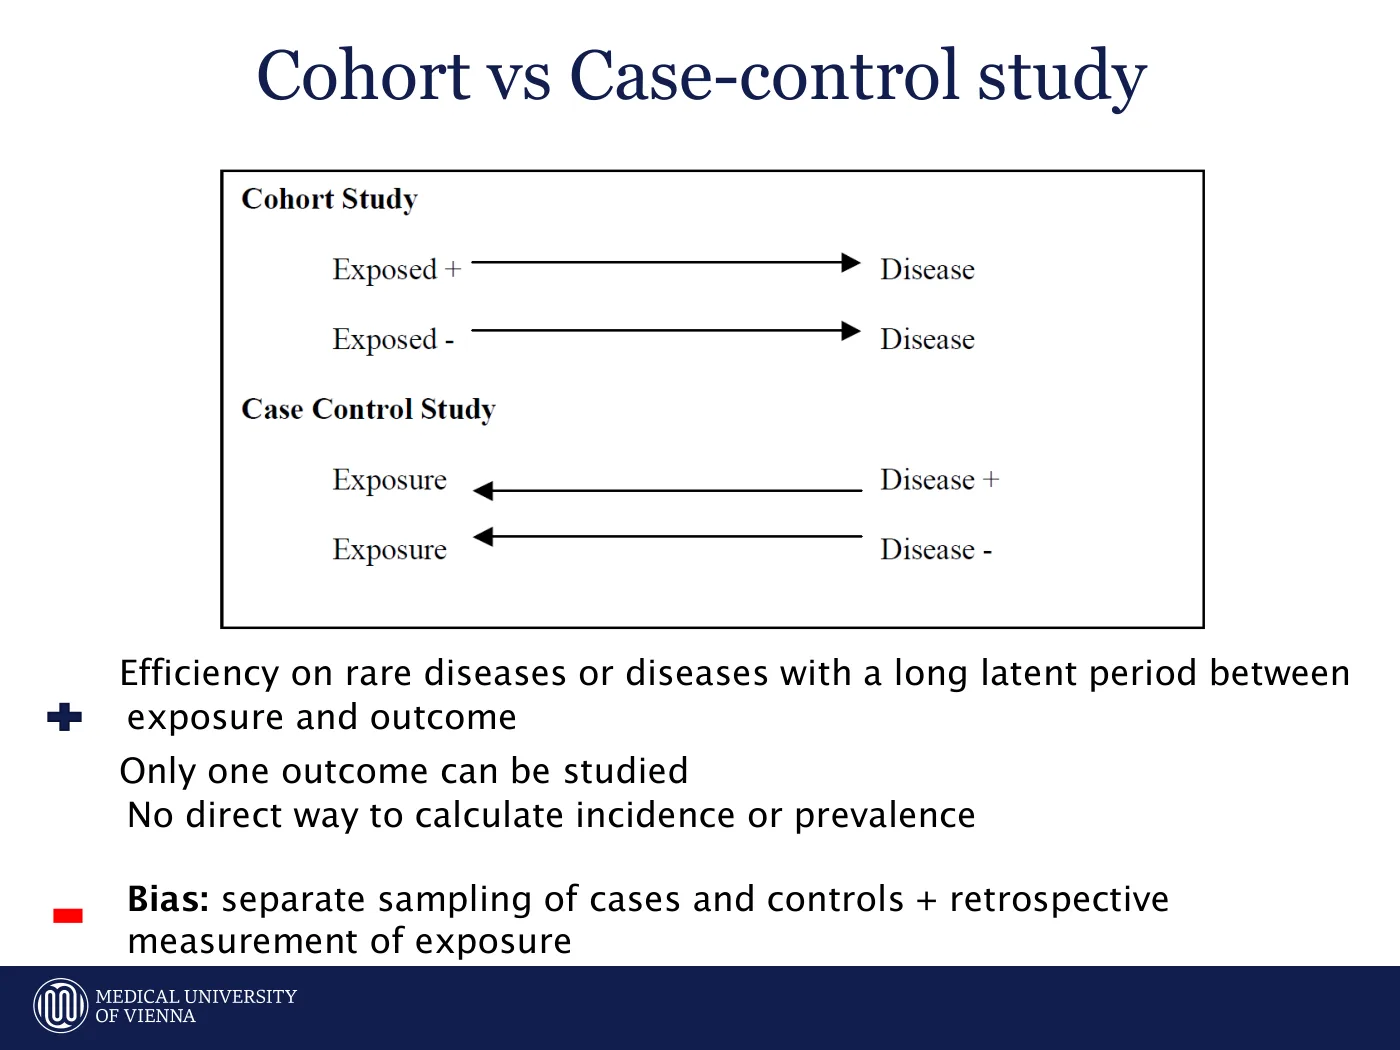 Cohort vs Case-control study
Cohort Study
Exposed + Disease
Exposed - Disease
Case Control Study
Exposure Disease +
Exposure Disease -
Efficiency on rare diseases or diseases with a long latent period between
exposure and outcome
Only one outcome can be studied
No direct way to calculate incidence or prevalence
Bias: separate sampling of cases and controls + retrospective
measurement of exposure
MEDICAL UNIVERSITY
OF VIENNA